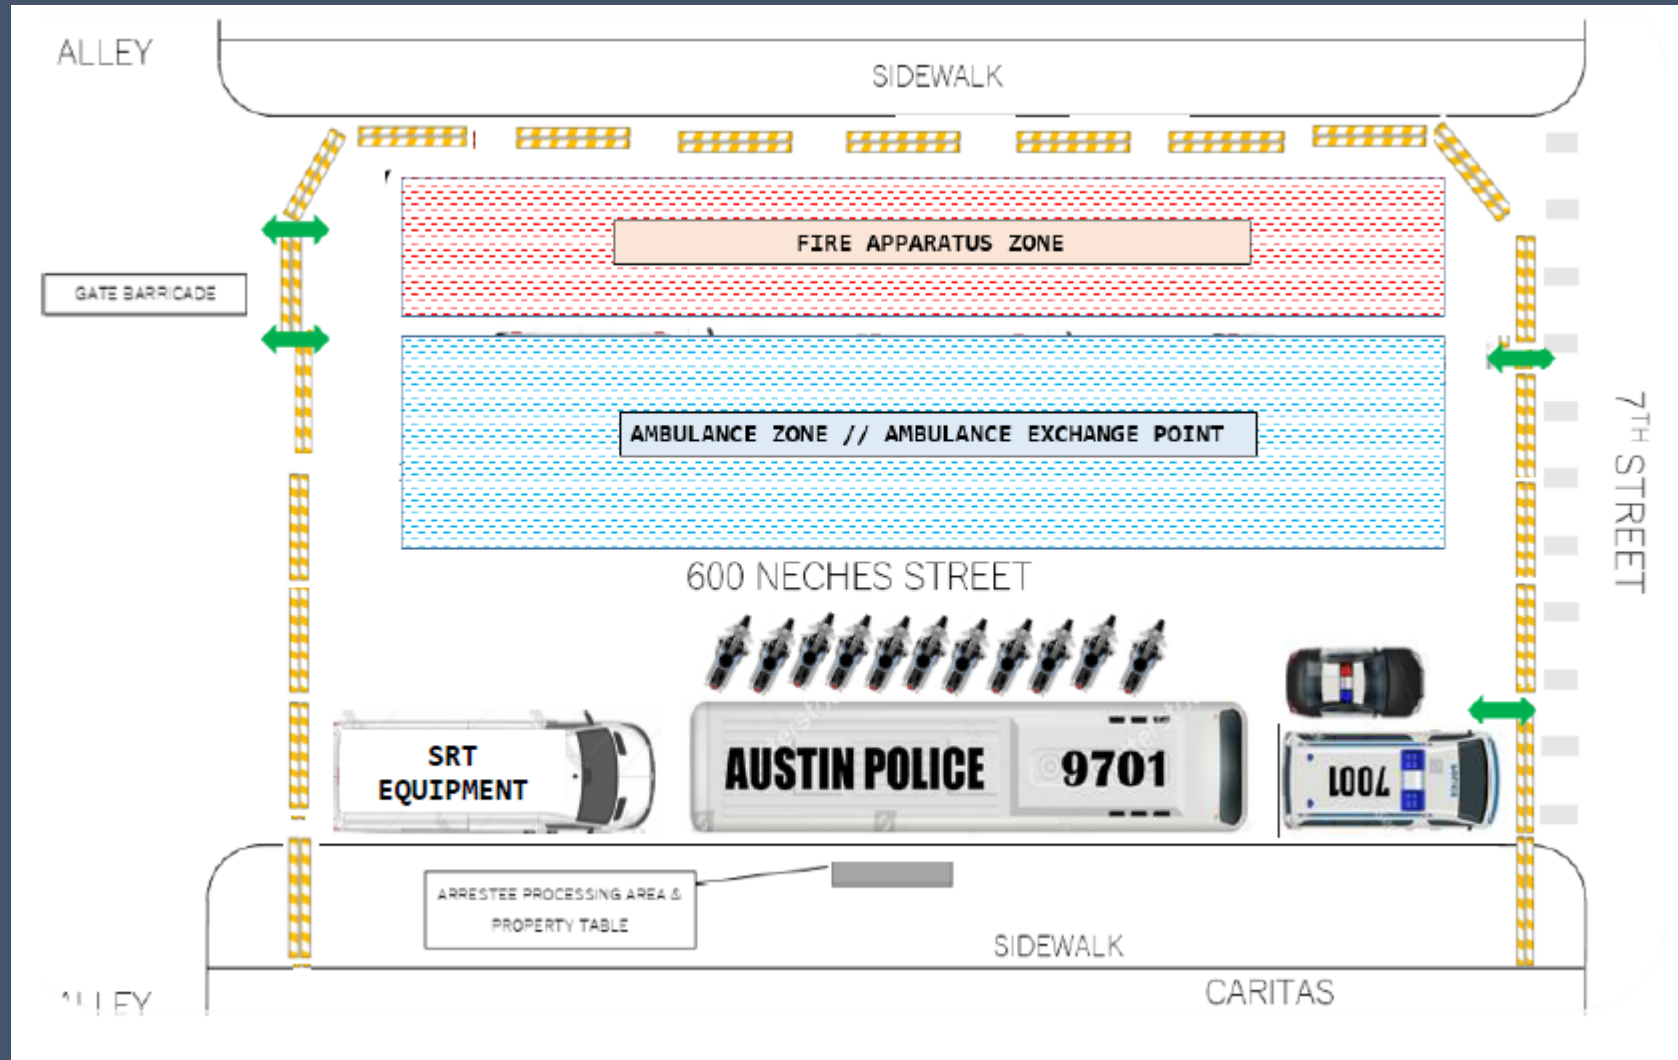 ALLEY
SIDEWALK
FIRE APPARATUS ZONE
GATE BARRICADE
AMBULANCE ZONE // AMBULANCE EXCHANGE POINT
7TH STREET
600 NECHES STREET
SRT
EQUIPMENT
AUSTIN POLICE 9701
7001
ARRESTEE PROCESSING AREA &
PROPERTY TABLE
SIDEWALK
CARITAS
ALLEY